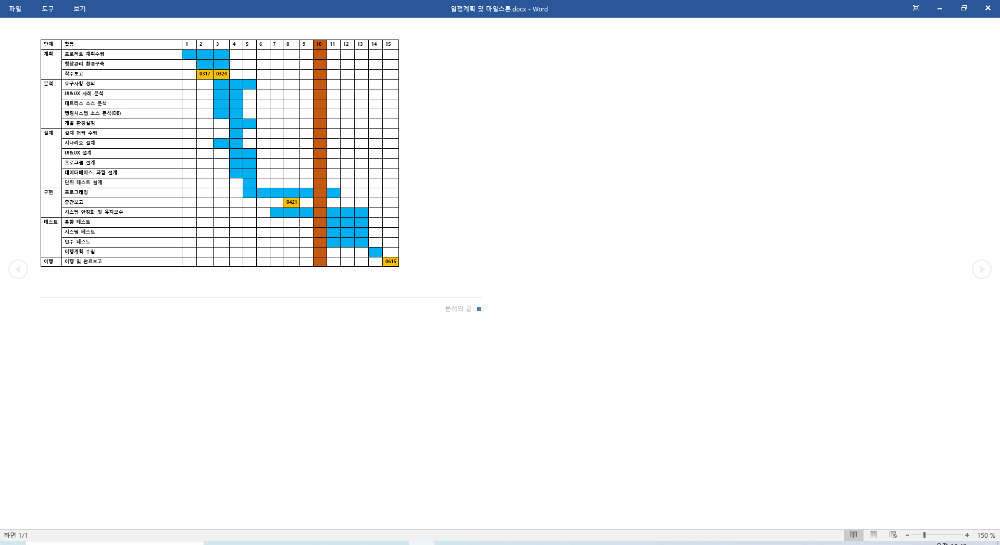 파일 도구 보기 일정계획 및 마일스톤.docx - Word
단계 활동 1 2 3 4 5 6 7 8 9 10 11 12 13 14 15
계획 프로젝트 계획수립
형상관리 환경구축
착수보고 0317 0324
분석 요구사항 정의
UI&UX 사례 분석
테트리스 소스 분석
랭킹시스템 소스 분석(DB)
개발 환경설정
설계 설계 전략 수립
시나리오 설계
UI&UX 설계
프로그램 설계
데이터베이스, 파일 설계
단위 테스트 설계
구현 프로그래밍
중간보고 0421
시스템 안정화 및 유지보수
테스트 통합 테스트
시스템 테스트
인수 테스트
이행계획 수립
이행 이행 및 완료보고 0615
문서의 끝
화면 1/1 150 %